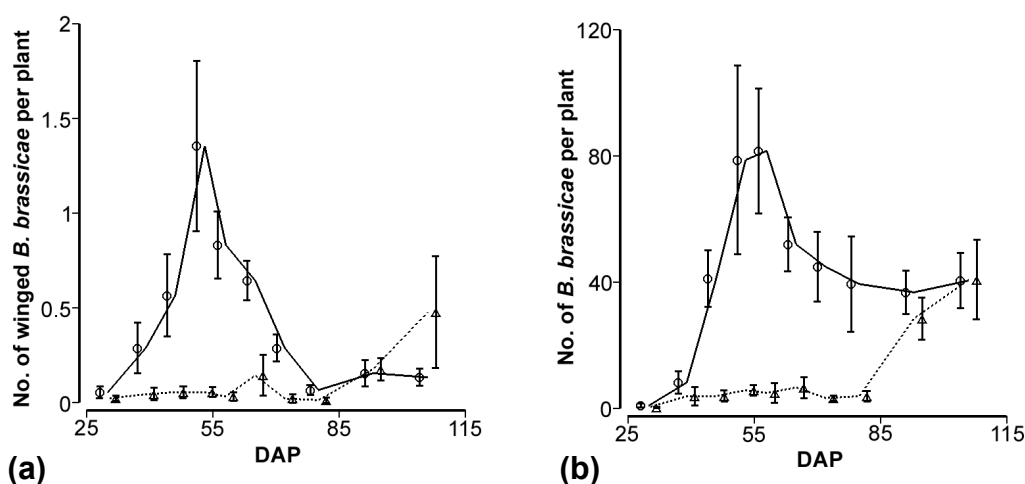 No. of winged B. brassicae per plant
2
1.5
1
0.5
0
25
55
85
115
DAP
(a)
No. of B. brassicae per plant
120
80
40
0
25
55
85
115
DAP
(b)